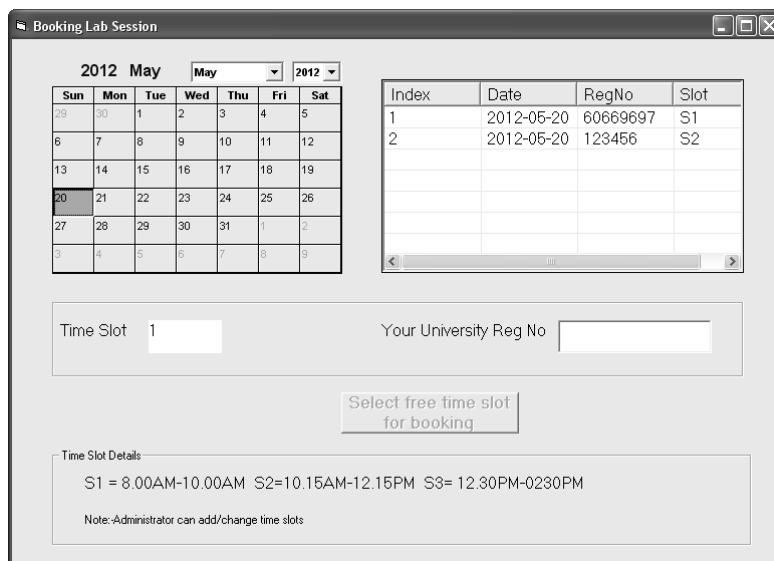 Booking Lab Session
2012 May May 2012
Sun Mon Tue Wed Thu Fri Sat
29 30 1 2 3 4 5
6 7 8 9 10 11 12
13 14 15 16 17 18 19
20 21 22 23 24 25 26
27 28 29 30 31 1 2
3 4 5 6 7 8 9
Index Date RegNo Slot
1 2012-05-20 60669697 S1
2 2012-05-20 123456 S2
Time Slot 1 Your University Reg No
Select free time slot
for booking
Time Slot Details
S1 = 8.00AM-10.00AM S2=10.15AM-12.15PM S3= 12.30PM-0230PM
Note:-Administrator can add/change time slots